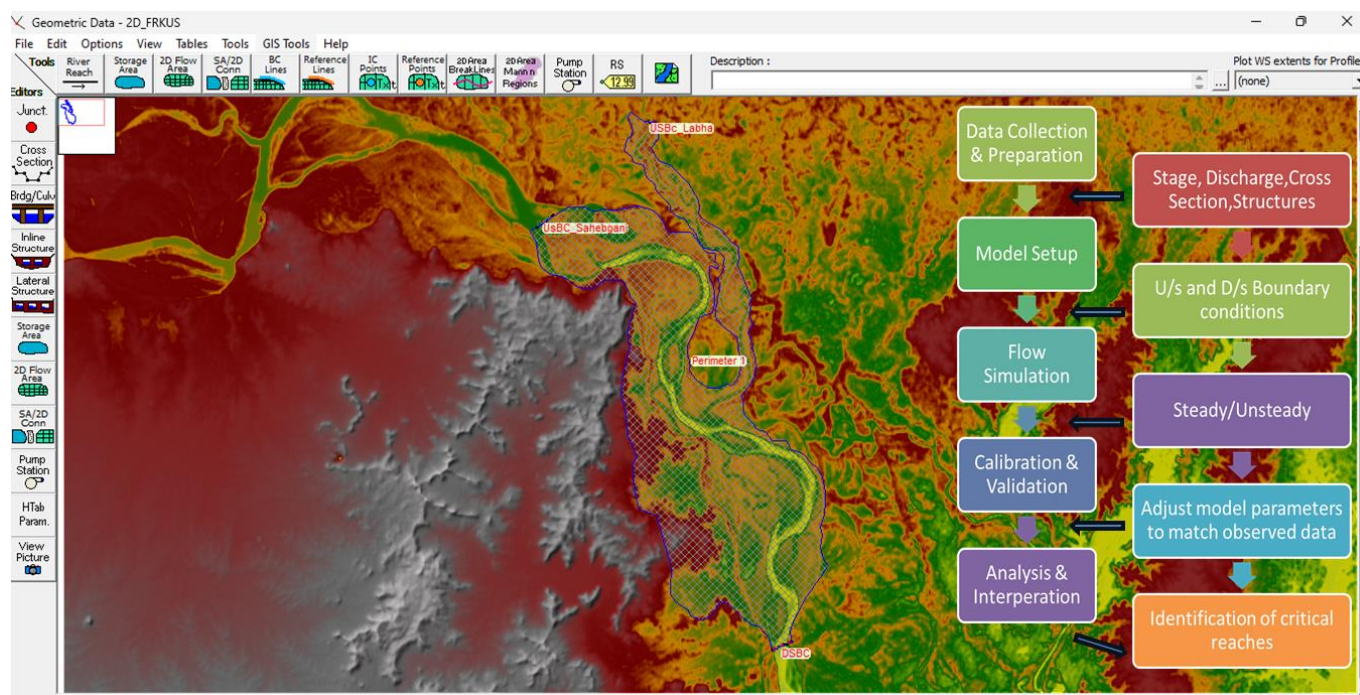 Geometric Data - 2D_FRKUS
File Edit Options View Tables Tools GIS Tools Help
Tools
Editors
River
Reach
Storage
Area
2D Flow
Area
SA/2D
Conn
BC
Lines
Reference
Lines
IC
Points
Reference
Points
2D Area
BreakLines
2D Area
Mann n
Regions
Pump
Station
RS
12.99
Description :
...
Plot WS extents for Profile
(none)
Junct.
Cross
Section
Brdg/Culv
Inline
Structure
Lateral
Structure
Storage
Area
2D Flow
Area
SA/2D
Conn
Pump
Station
HTab
Param.
View
Picture
USBc_Labha
UsBC_Sahebgan
Perimeter 1
DSBC
Data Collection
& Preparation
Model Setup
Flow
Simulation
Calibration &
Validation
Analysis &
Interperation
Stage, Discharge,Cross
Section,Structures
U/s and D/s Boundary
conditions
Steady/Unsteady
Adjust model parameters
to match observed data
Identification of critical
reaches